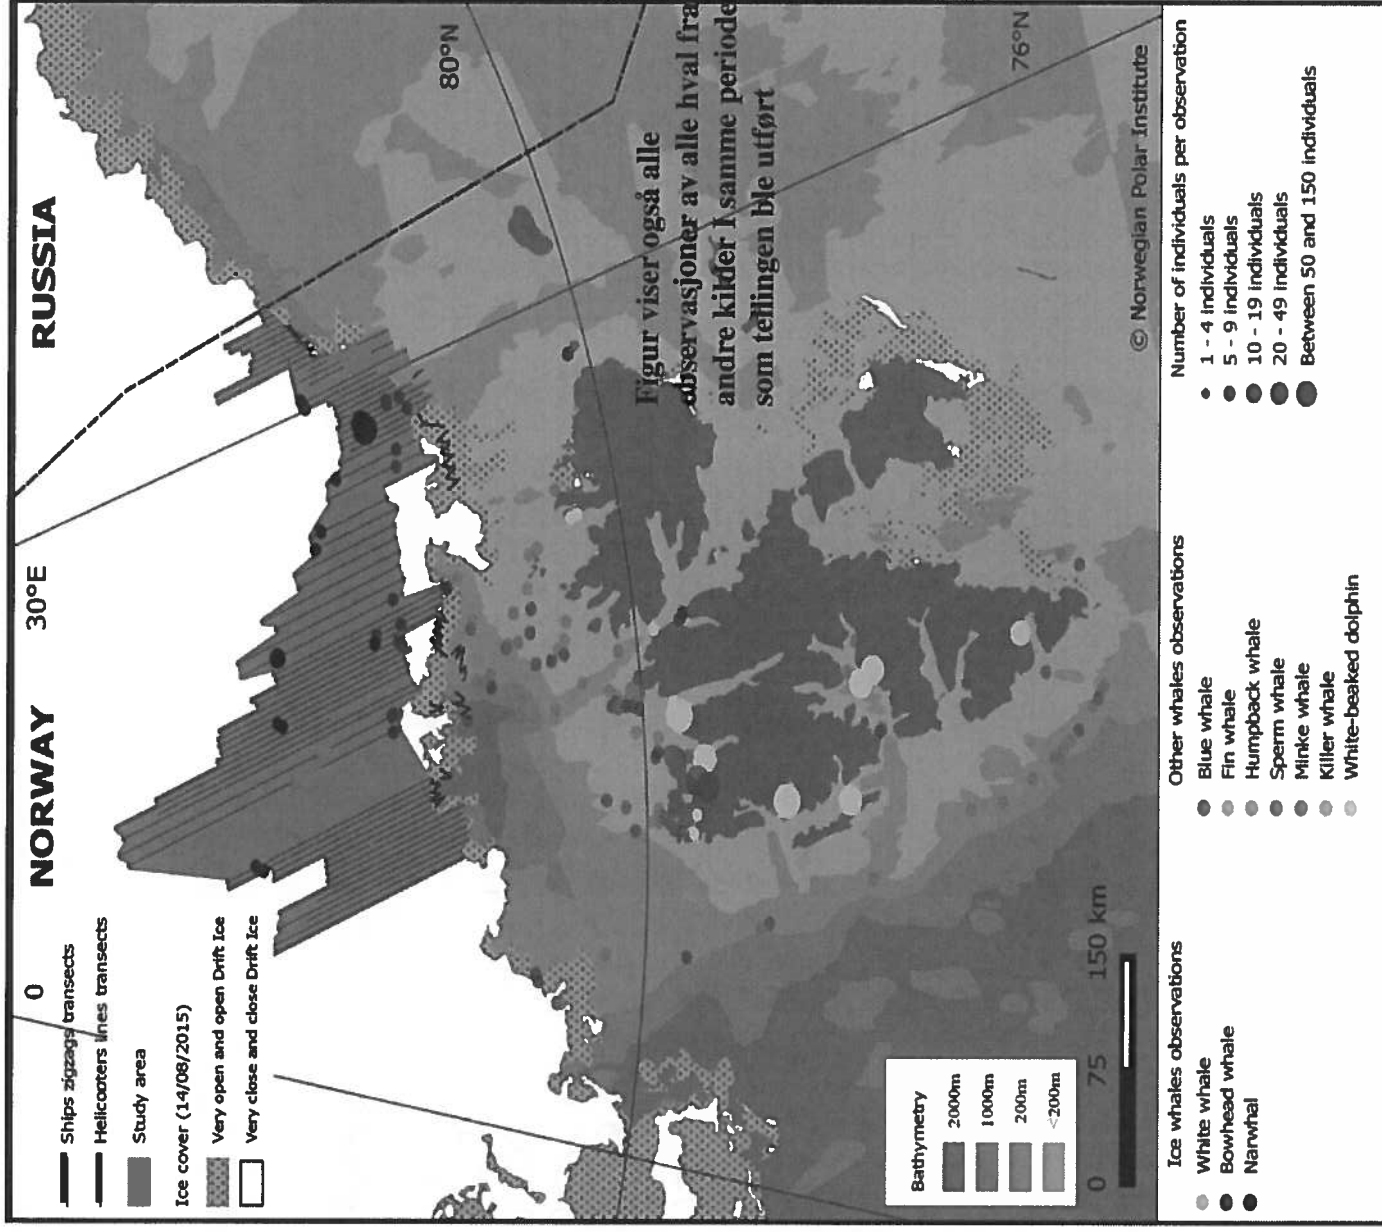 NORWAY
RUSSIA
0
30°E
80°N
76°N
Ships zigzags transects
Helicopters lines transects
Study area
Ice cover (14/08/2015)
Very open and open Drift Ice
Very close and close Drift Ice
Figur viser også alle
observasjoner av alle hval fra
andre kilder I samme periode
som tellingen ble utført
Bathymetry
2000m
1000m
200m
<200m
0 75 150 km
© Norwegian Polar Institute
Ice whales observations
White whale
Bowhead whale
Narwhal
Other whales observations
Blue whale
Fin whale
Humpback whale
Sperm whale
Minke whale
Killer whale
White-beaked dolphin
Number of individuals per observation
1 - 4 individuals
5 - 9 individuals
10 - 19 individuals
20 - 49 individuals
Between 50 and 150 individuals